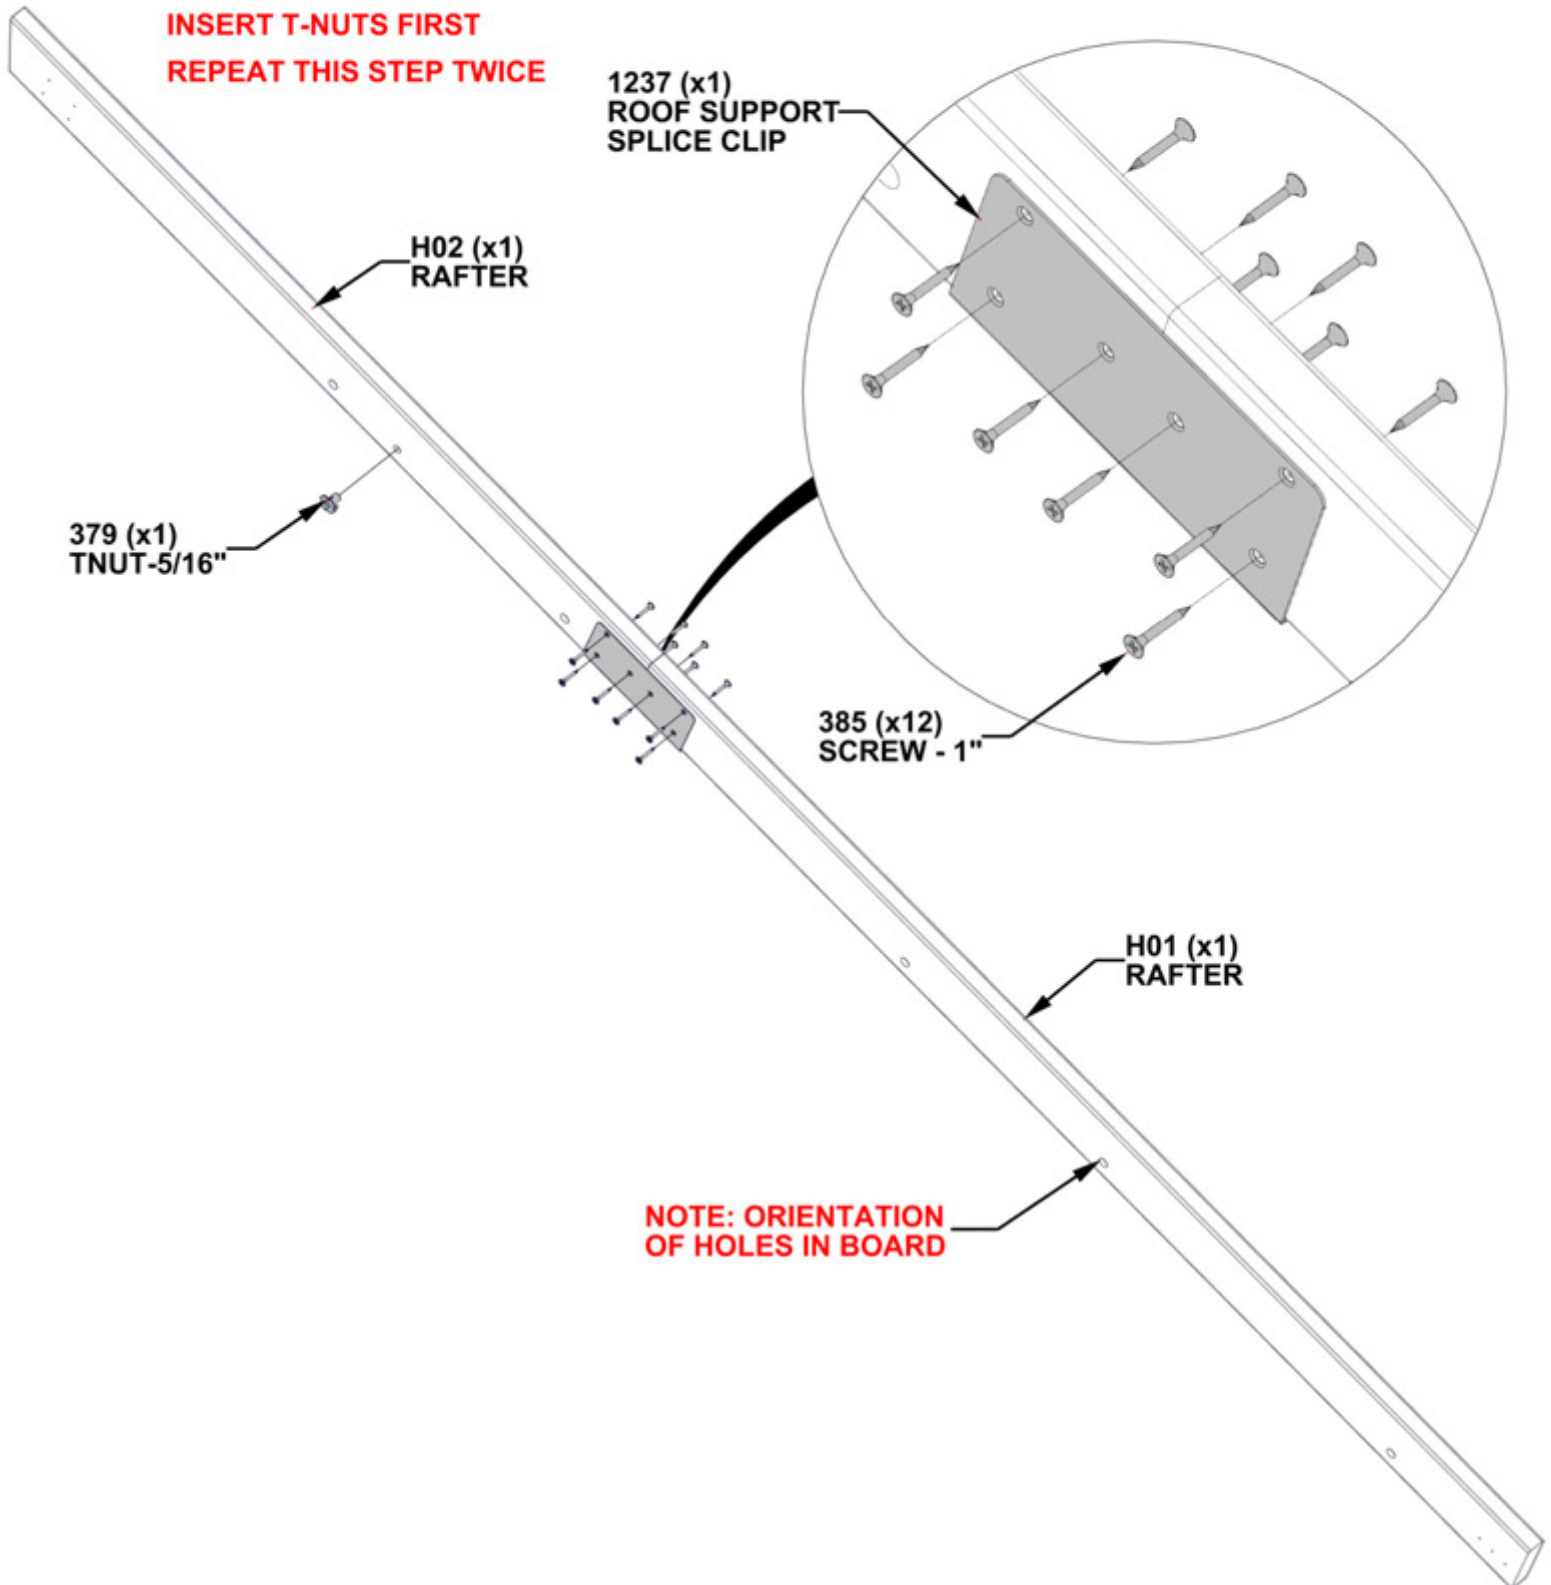 INSERT T-NUTS FIRST
REPEAT THIS STEP TWICE
1237 (x1)
ROOF SUPPORT
SPLICE CLIP
H02 (x1)
RAFTER
379 (x1)
TNUT-5/16"
385 (x12)
SCREW - 1"
H01 (x1)
RAFTER
NOTE: ORIENTATION
OF HOLES IN BOARD